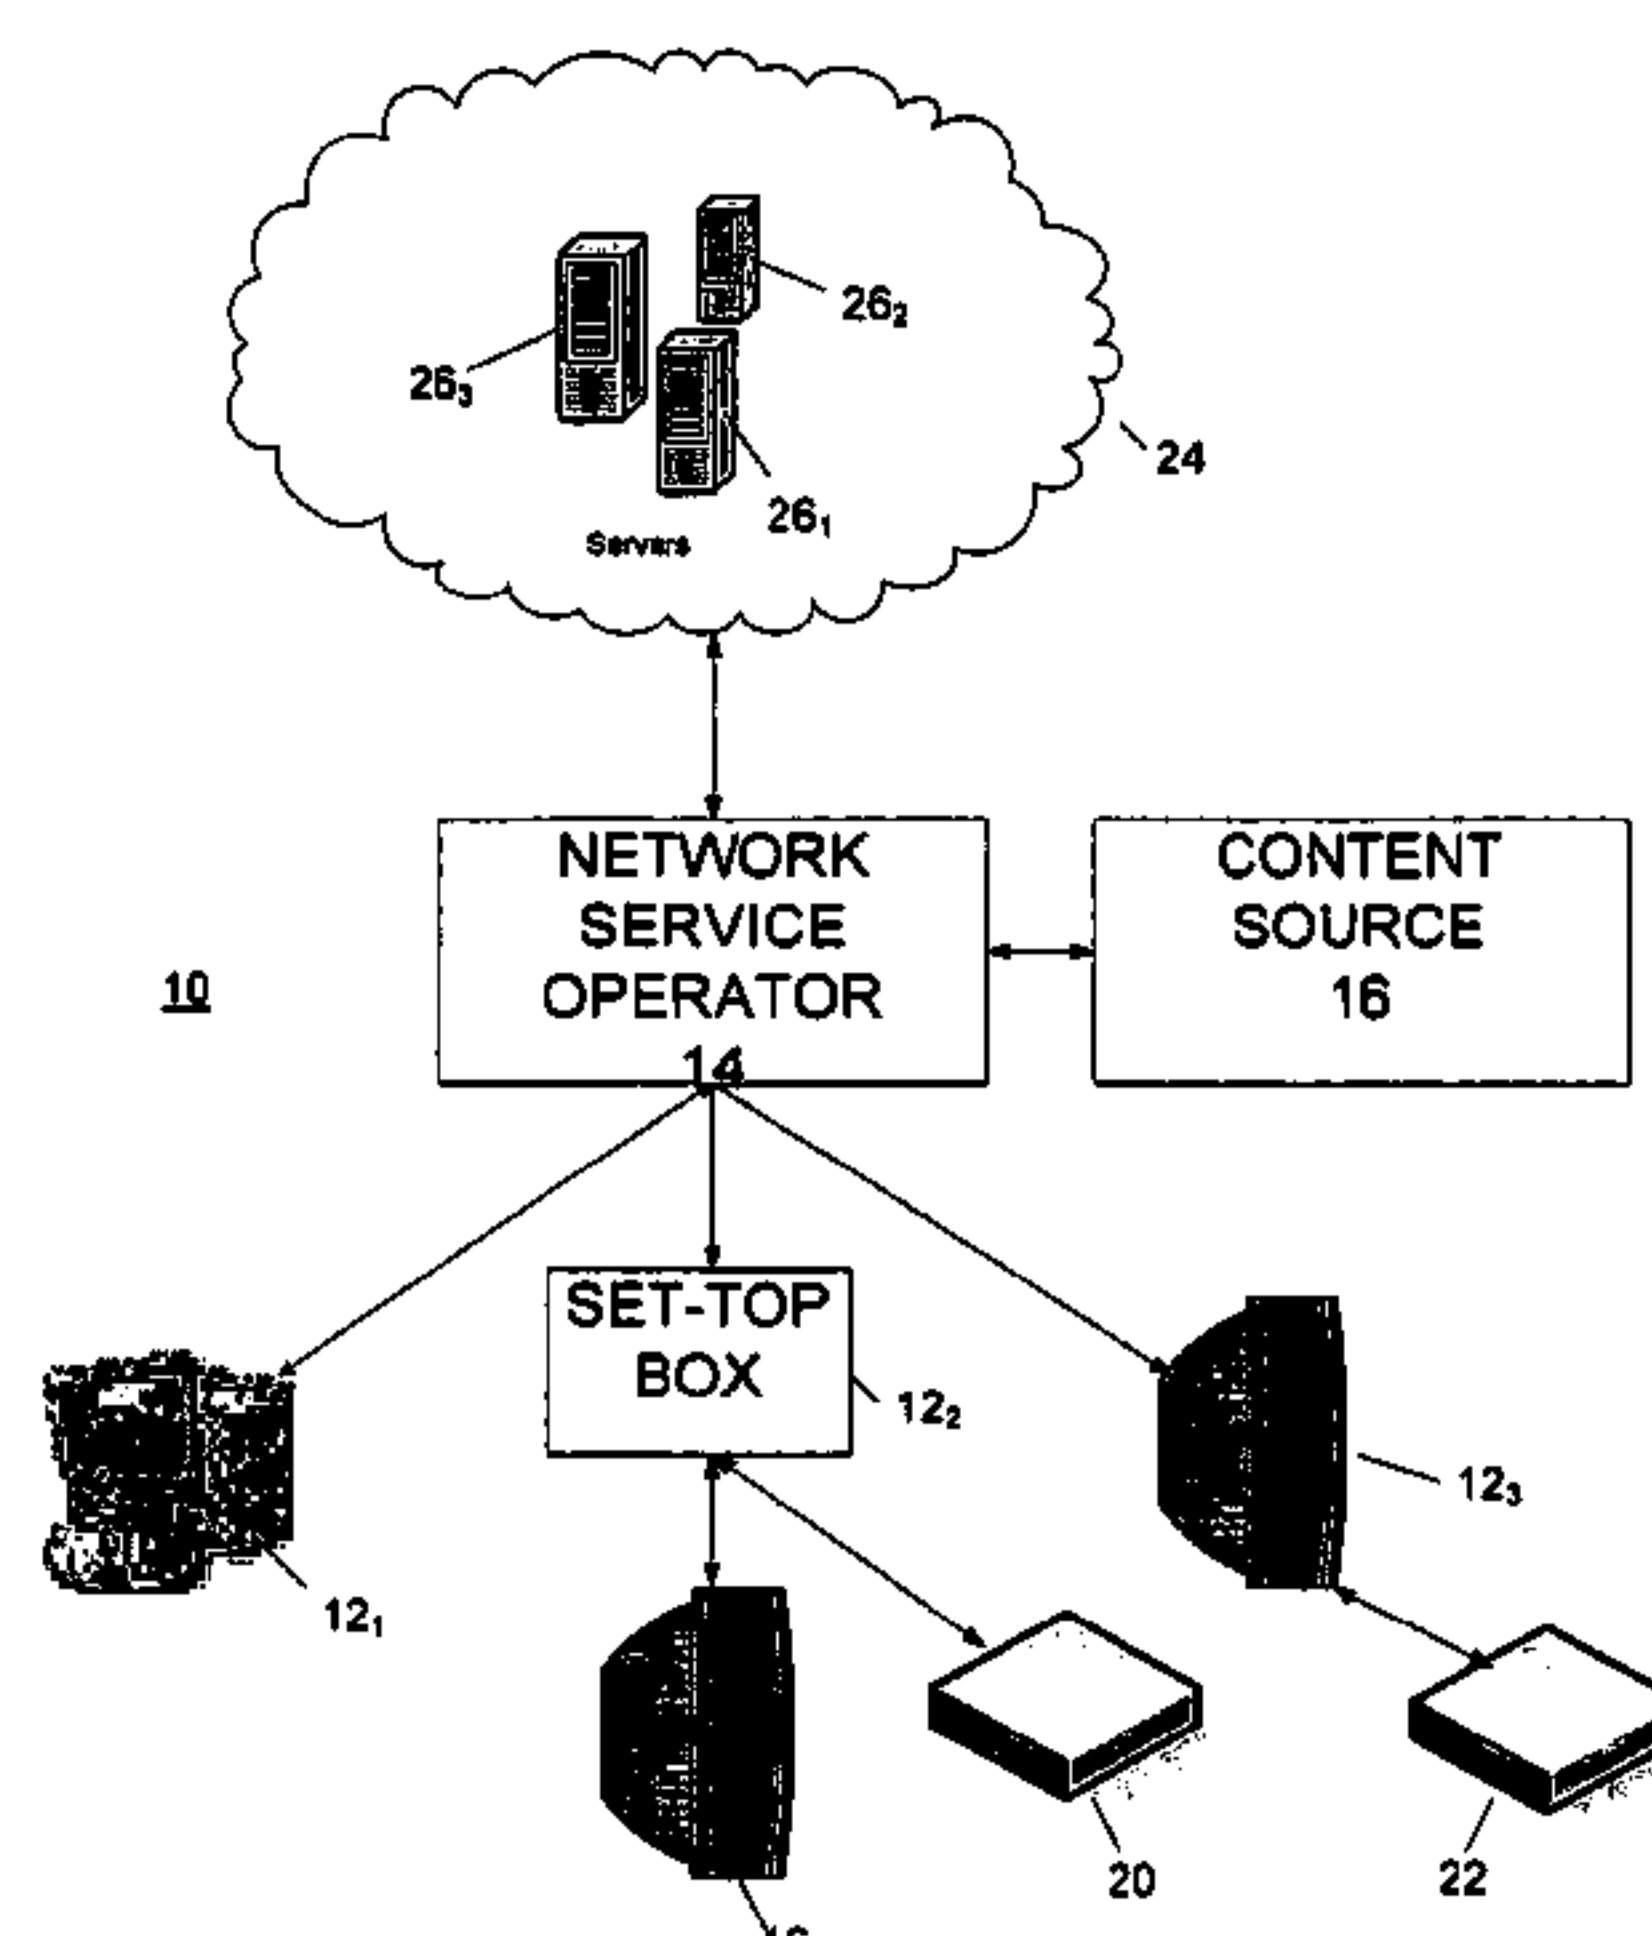 26₂
26₃
24
26₁
Servers
NETWORK
SERVICE
OPERATOR
14
CONTENT
SOURCE
16
10
SET-TOP
BOX
12₂
12₃
12₁
20
22